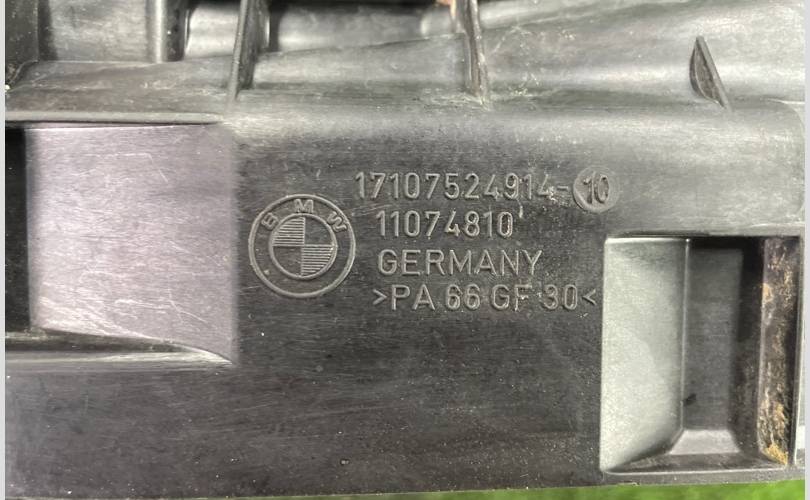 17107524914-10
BMW
11074810
GERMANY
>PA 66 GF 30<